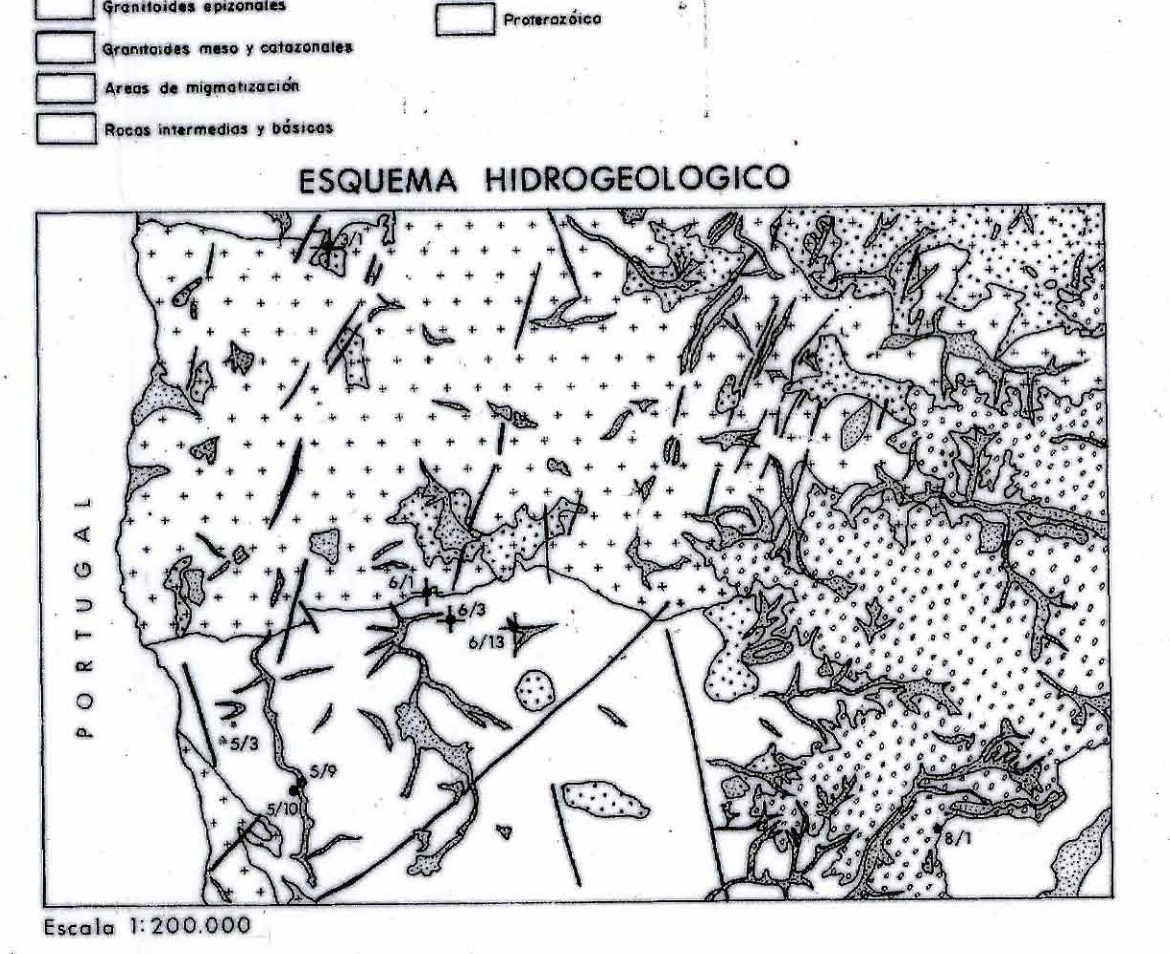 Granitoides epizonales
Granitoides meso y catazonales
Areas de migmatización
Rocas intermedias y básicas
Proterozóico
ESQUEMA HIDROGEOLOGICO
3/1
PORTUGAL
6/1
6/3
6/13
5/3
5/9
5/10
8/1
Escala 1:200.000